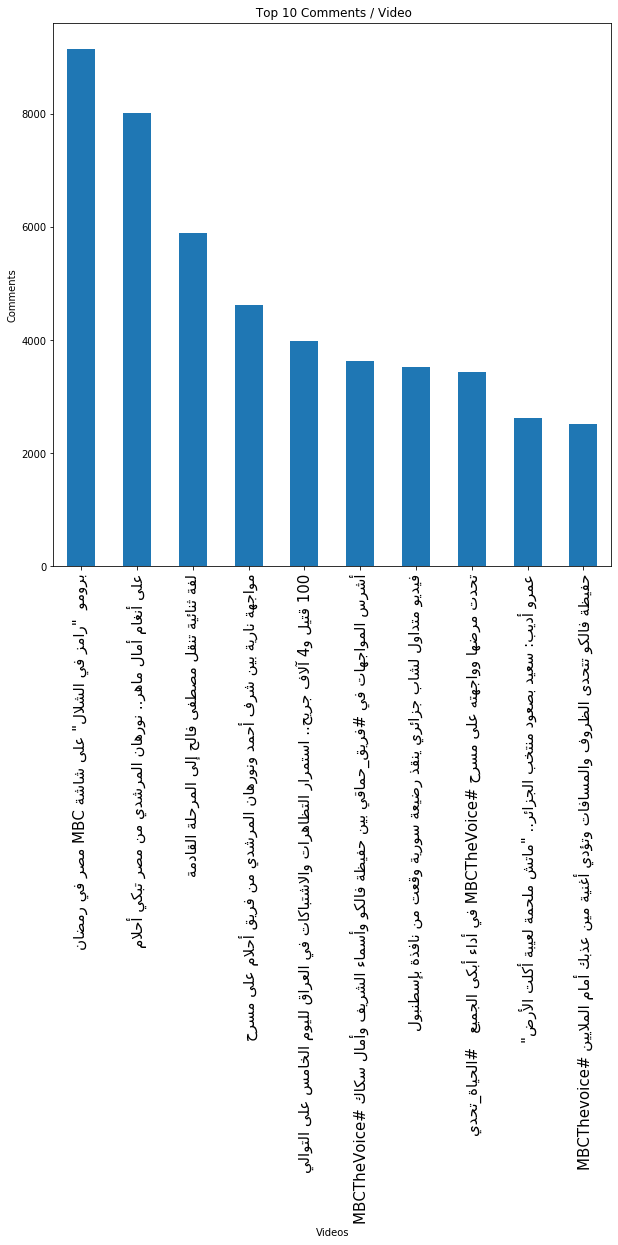 Top 10 Comments / Video
Comments
8000
6000
4000
2000
0
برومو "رامز في الشلال" على شاشة MBC مصر في رمضان
على أنغام أمال ماهر.. نورهان المرشدي من مصر تبكي أحلام
لفة ثنائية تنقل مصطفى فالح إلى المرحلة القادمة
مواجهة نارية بين شرف أحمد ونورهان المرشدي من فريق أحلام على مسرح
100 قتيل و4 آلاف جريح.. استمرار التظاهرات والاشتباكات في العراق لليوم الخامس على التوالي
أشرس المواجهات في #فريق_حماقي بين حفيظة فالكو وأسماء الشريف وأمال سكاك #MBCTheVoice
فيديو متداول لشاب جزائري ينقذ رضيعة سورية وقعت من نافذة بإسطنبول
تحدت مرضها وواجهته على مسرح #MBCTheVoice في أداء أبكى الجميع #الحياة_تحدي
عمرو أديب: سعيد بصعود منتخب الجزائر.. "ماتش ملحمة لعيبة أكلت الأرض"
حفيظة فالكو تتحدى الظروف والمسافات وتؤدي أغنية مين عذبك أمام الملايين #MBCThevoice
Videos